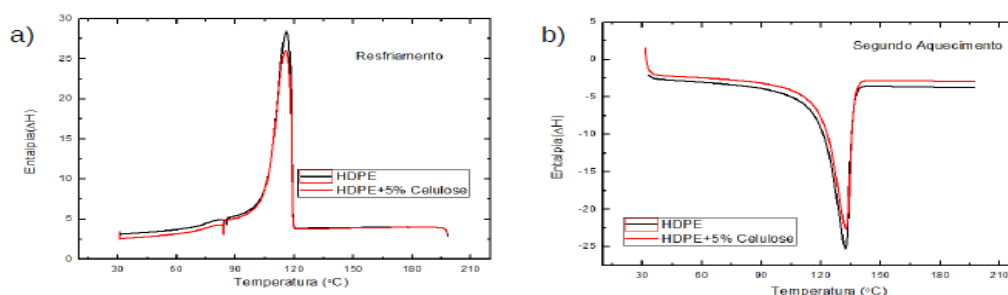 a)
Resfriamento
Entalpia(ΔH)
30
25
20
15
10
5
0
HDPE
HDPE+5% Celulose
30 60 90 120 150 180 210
Temperatura (°C)
b)
Segundo Aquecimento
Entalpia(ΔH)
5
0
-5
-10
-15
-20
-25
HDPE
HDPE+5% Celulose
30 60 90 120 150 180 210
Temperatura (°C)